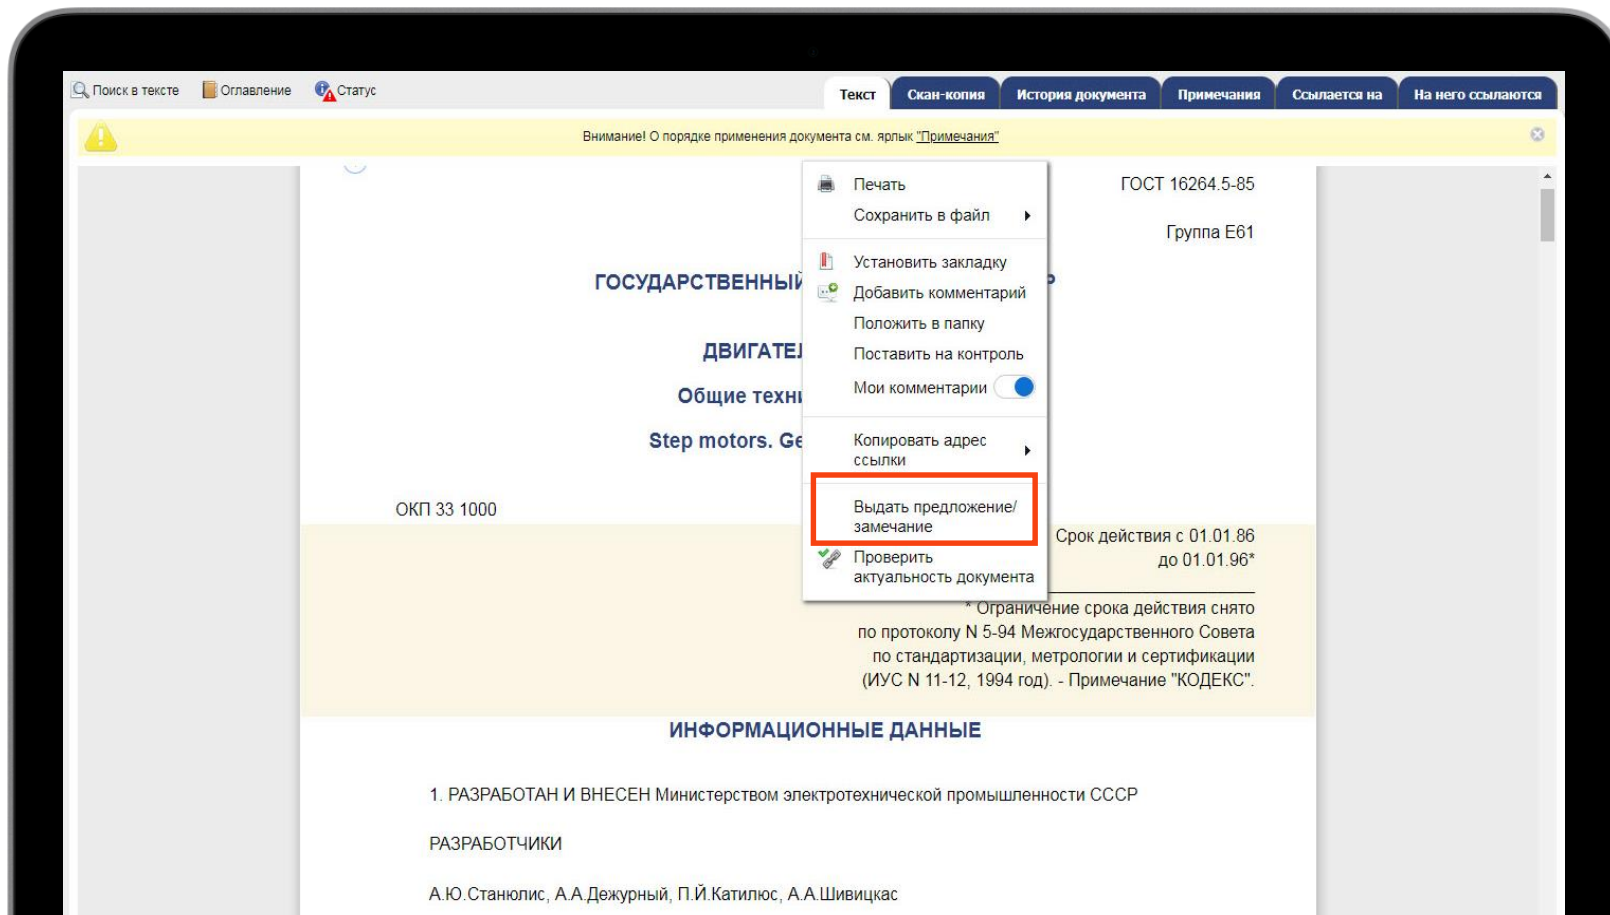 Поиск в тексте
Оглавление
Статус
Текст
Скан-копия
История документа
Примечания
Ссылается на
На него ссылаются
Внимание! О порядке применения документа см. ярлык "Примечания"
ГОСТ 16264.5-85
Группа Е61
ГОСУДАРСТВЕННЫЙ
Общие
Step motors.
ОКП 33 1000
Печать
Сохранить в файл
Установить закладку
Добавить комментарий
Положить в папку
Поставить на контроль
Мои комментарии
Копировать адрес
ссылки
Выдать предложение/
замечание
Проверить
актуальность документа
Срок действия с 01.01.86
до 01.01.96*
* Ограничение срока действия снято
по протоколу N 5-94 Межгосударственного Совета
по стандартизации, метрологии и сертификации
(ИУС N 11-12, 1994 год). - Примечание "КОДЕКС".
ИНФОРМАЦИОННЫЕ ДАННЫЕ
1. РАЗРАБОТАН И ВНЕСЕН Министерством электротехнической промышленности СССР
РАЗРАБОТЧИКИ
А.Ю.Станюлис, А.А.Дежурный, П.Й.Катилюс, А.А.Шивицкас